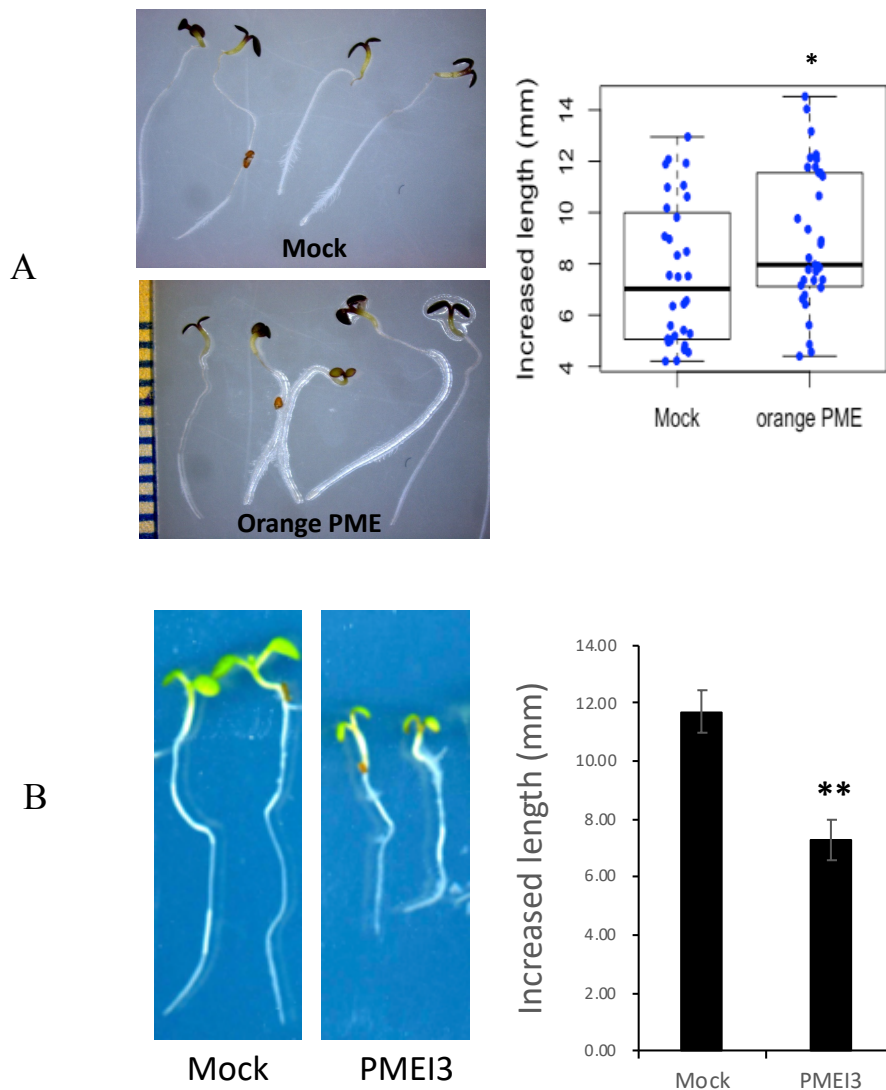 A
Mock
Orange PME
*
Increased length (mm)
14
12
10
8
6
4
Mock
orange PME
B
Mock
PMEI3
**
Increased length (mm)
14.00
12.00
10.00
8.00
6.00
4.00
2.00
0.00
Mock
PMEI3